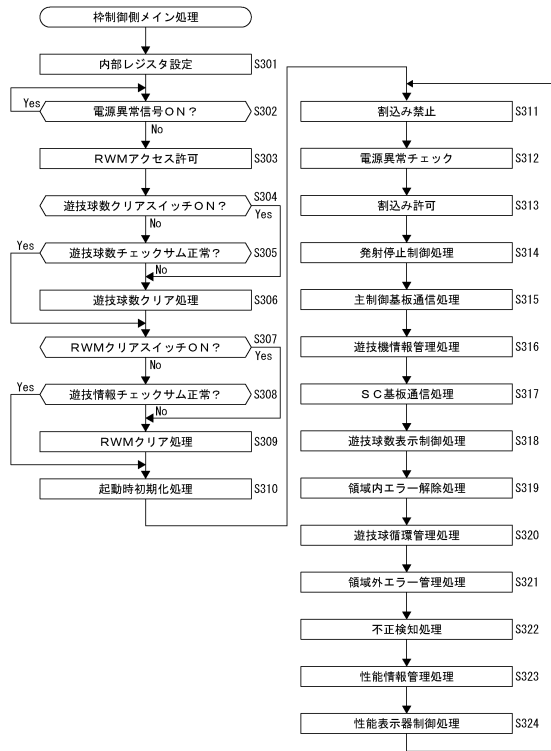 枠制御側メイン処理
内部レジスタ設定 S301
電源異常信号ON？ S302
Yes
No
RWMアクセス許可 S303
遊技球数クリアスイッチON？ S304
Yes
No
遊技球数チェックサム正常？ S305
Yes
No
遊技球数クリア処理 S306
RWMクリアスイッチON？ S307
Yes
No
遊技情報チェックサム正常？ S308
Yes
No
RWMクリア処理 S309
起動時初期化処理 S310
割込み禁止 S311
電源異常チェック S312
割込み許可 S313
発射停止制御処理 S314
主制御基板通信処理 S315
遊技機情報管理処理 S316
SC基板通信処理 S317
遊技球数表示制御処理 S318
領域内エラー解除処理 S319
遊技球循環管理処理 S320
領域外エラー管理処理 S321
不正検知処理 S322
性能情報管理処理 S323
性能表示器制御処理 S324